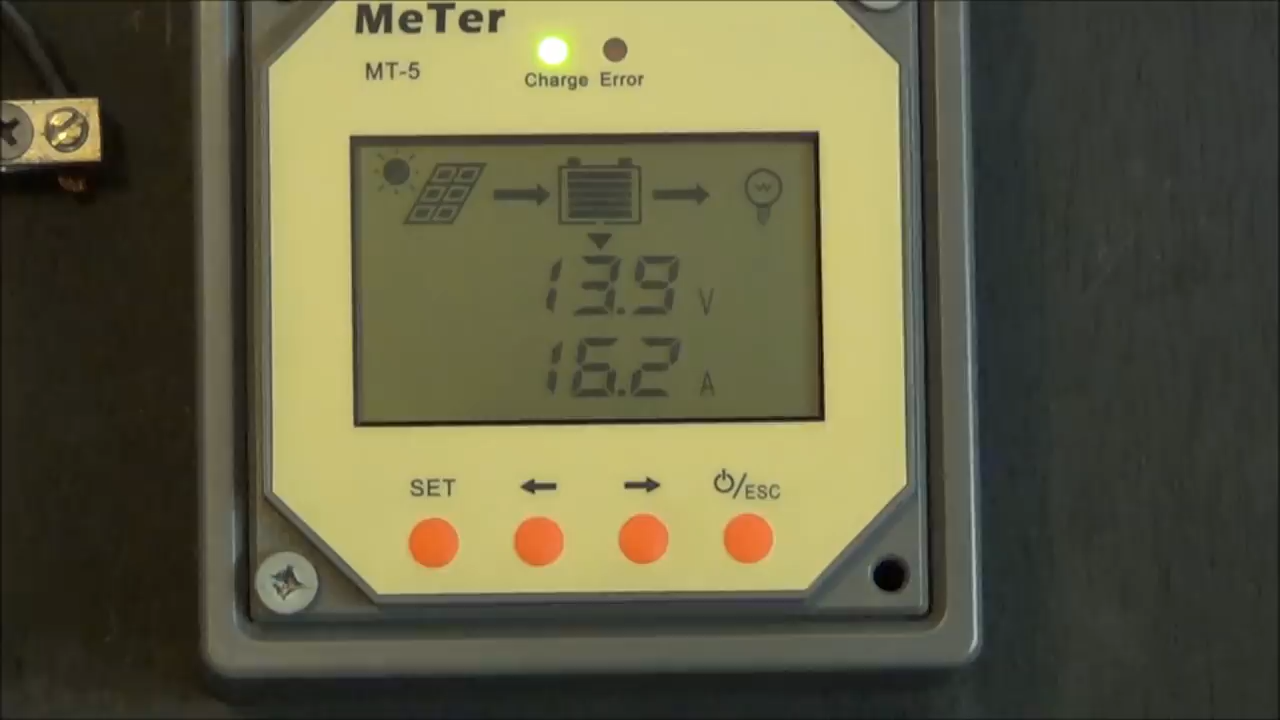 MeTer
MT-5
Charge Error
13.9 V
16.2 A
SET ← → ⏻/ESC